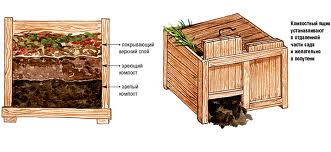 покрывающий
верхний слой
зреющий
компост
зрелый
компост
Компостный ящик
устанавливают
в отдаленной
части сада
и желательно
в полутени